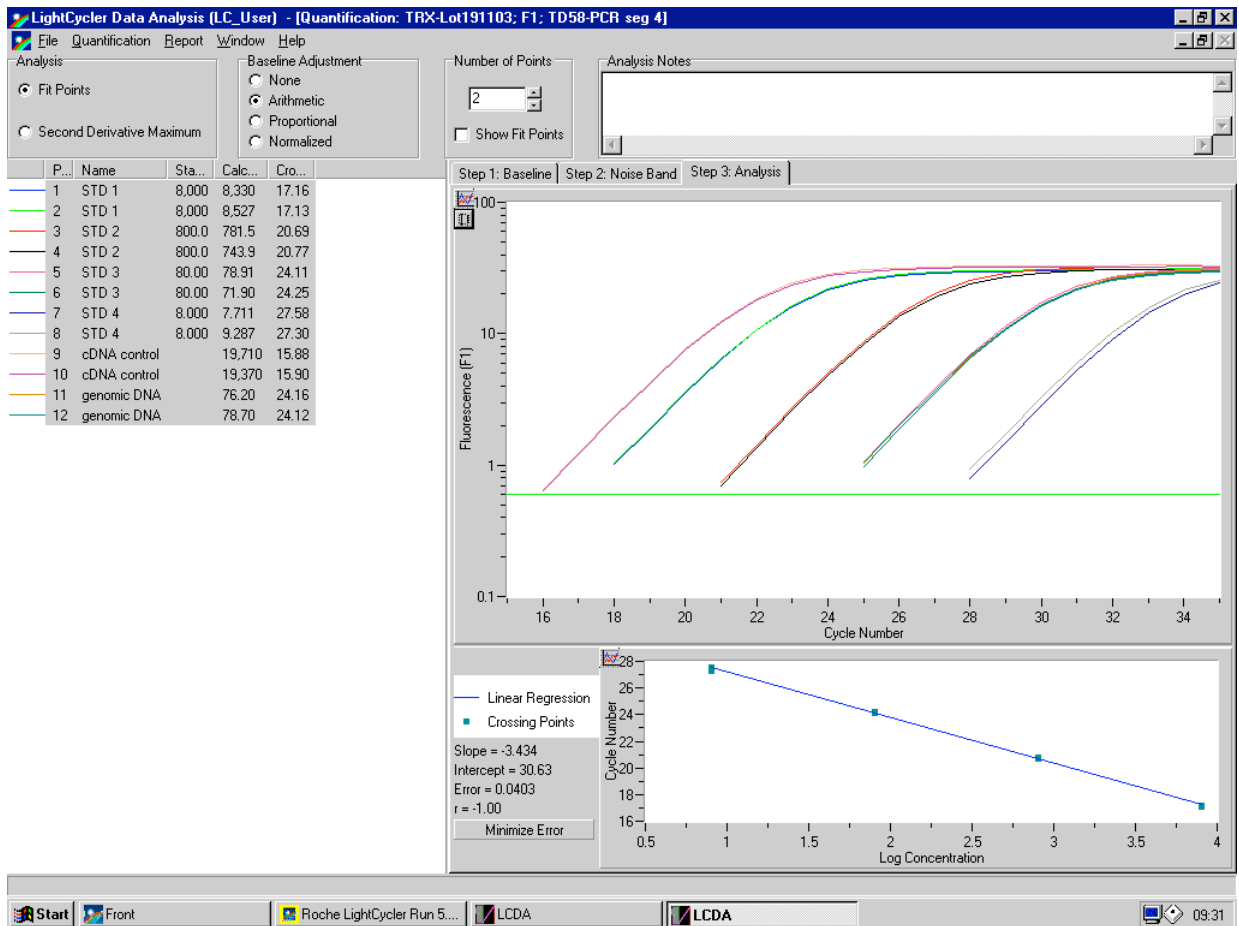 LightCycler Data Analysis (LC_User) - [Quantification: TRX-Lot191103; F1; TD58-PCR seg 4]
File Quantification Report Window Help
Analysis
Fit Points
Second Derivative Maximum
Baseline Adjustment
None
Arithmetic
Proportional
Normalized
Number of Points
2
Show Fit Points
Analysis Notes
P... Name Sta... Calc... Cro...
1 STD 1 8,000 8,330 17.16
2 STD 1 8,000 8,527 17.13
3 STD 2 800.0 781.5 20.69
4 STD 2 800.0 743.9 20.77
5 STD 3 80.00 78.91 24.11
6 STD 3 80.00 71.90 24.25
7 STD 4 8.000 7.711 27.58
8 STD 4 8.000 9.287 27.30
9 cDNA control 19,710 15.88
10 cDNA control 19,370 15.90
11 genomic DNA 76.20 24.16
12 genomic DNA 78.70 24.12
Step 1: Baseline Step 2: Noise Band Step 3: Analysis
100
10
1
0.1
Fluorescence (F1)
16 18 20 22 24 26 28 30 32 34
Cycle Number
Linear Regression
Crossing Points
Slope = -3.434
Intercept = 30.63
Error = 0.0403
r = -1.00
Minimize Error
28
26
24
22
20
18
16
Cycle Number
0.5 1 1.5 2 2.5 3 3.5 4
Log Concentration
Start Front Roche LightCycler Run 5.... LCDA LCDA 09:31